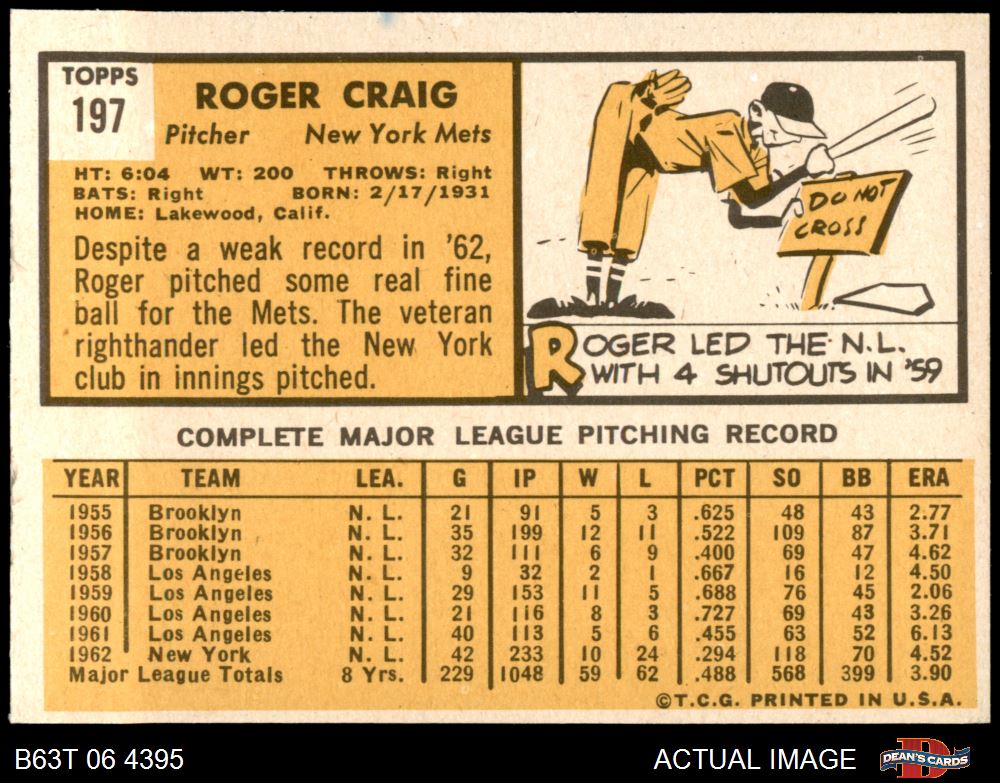 TOPPS
197
ROGER CRAIG
Pitcher New York Mets
HT: 6:04 WT: 200 THROWS: Right
BATS: Right BORN: 2/17/1931
HOME: Lakewood, Calif.
Despite a weak record in '62,
Roger pitched some real fine
ball for the Mets. The veteran
righthander led the New York
club in innings pitched.
DO NOT
CROSS
ROGER LED THE N.L.
WITH 4 SHUTOUTS IN '59
COMPLETE MAJOR LEAGUE PITCHING RECORD
YEAR TEAM LEA. G IP W L PCT SO BB ERA
1955 Brooklyn N. L. 21 91 5 3 .625 48 43 2.77
1956 Brooklyn N. L. 35 199 12 11 .522 109 87 3.71
1957 Brooklyn N. L. 32 111 6 9 .400 69 47 4.62
1958 Los Angeles N. L. 9 32 2 1 .667 16 12 4.50
1959 Los Angeles N. L. 29 153 11 5 .688 76 45 2.06
1960 Los Angeles N. L. 21 116 8 3 .727 69 43 3.26
1961 Los Angeles N. L. 40 113 5 6 .455 63 52 6.13
1962 New York N. L. 42 233 10 24 .294 118 70 4.52
Major League Totals 8 Yrs. 229 1048 59 62 .488 568 399 3.90
©T.C.G. PRINTED IN U.S.A.
B63T 06 4395 ACTUAL IMAGE D DEAN'S CARDS